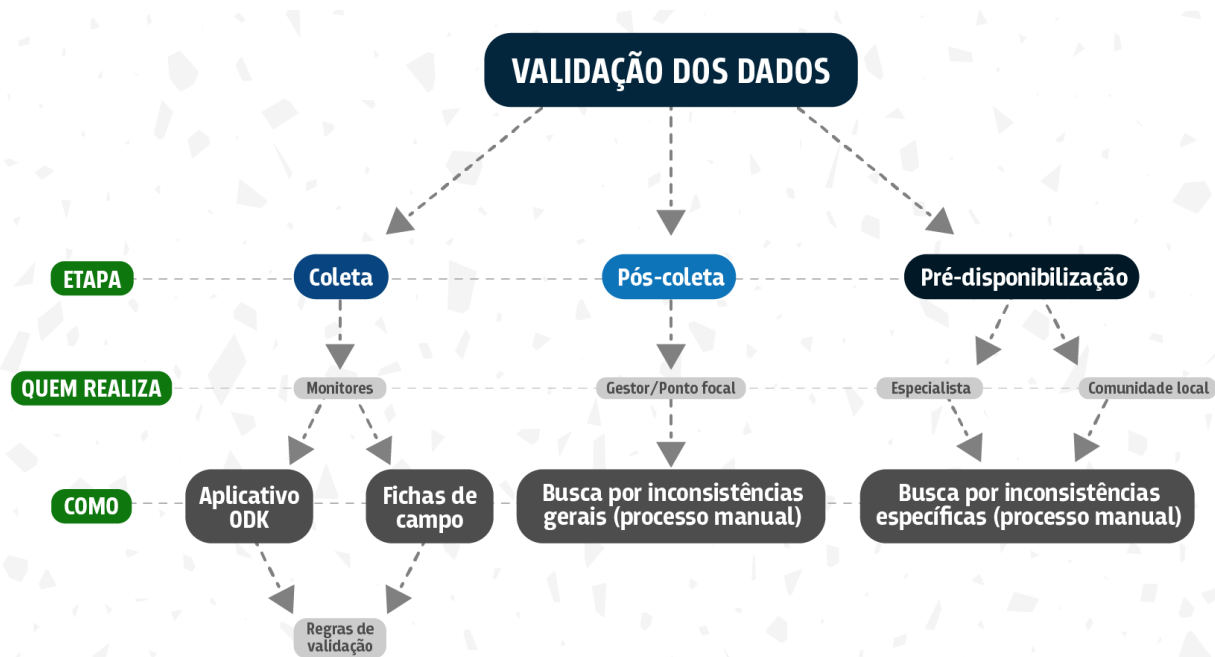 VALIDAÇÃO DOS DADOS
ETAPA
Coleta
Pós-coleta
Pré-disponibilização
QUEM REALIZA
Monitores
Gestor/Ponto focal
Especialista
Comunidade local
COMO
Aplicativo
ODK
Fichas de
campo
Busca por inconsistências
gerais (processo manual)
Busca por inconsistências
específicas (processo manual)
Regras de
validação